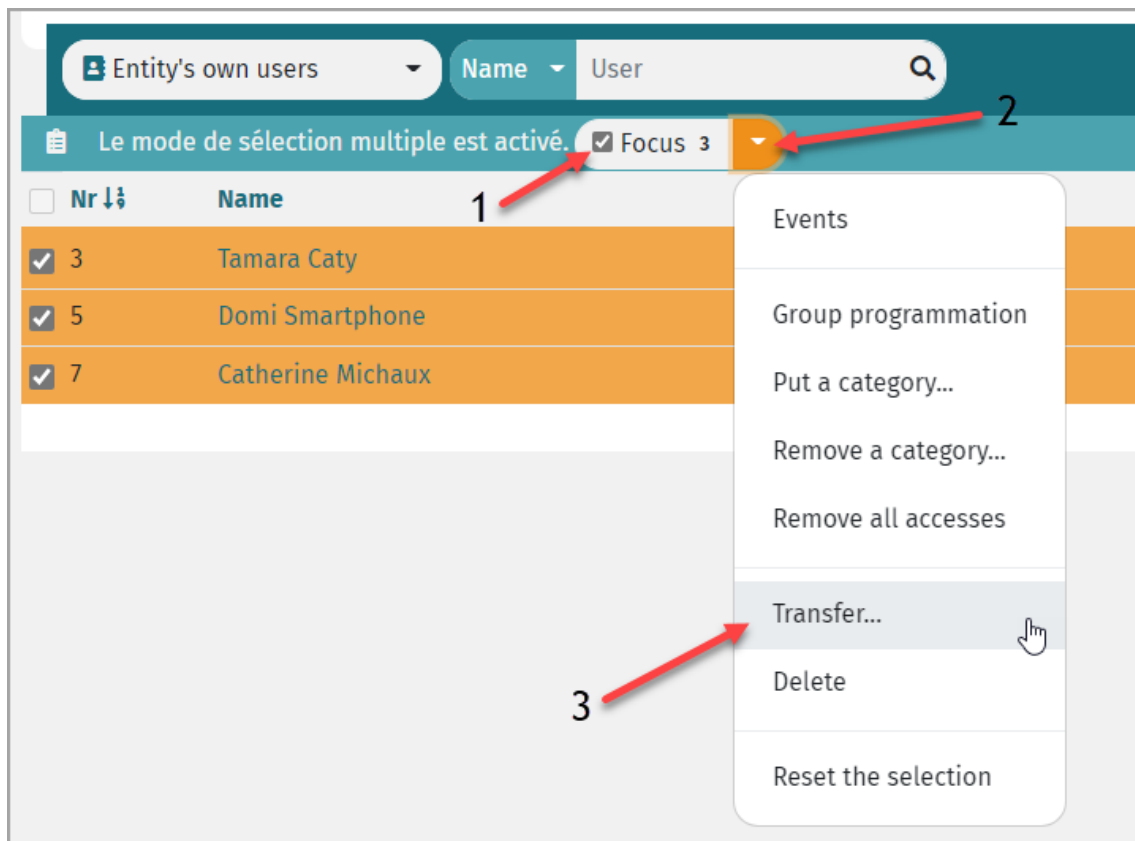 Entity's own users Name User
2
Le mode de sélection multiple est activé. Focus 3
Nr Name
1
3 Tamara Caty
5 Domi Smartphone
7 Catherine Michaux
Events
Group programmation
Put a category...
Remove a category...
Remove all accesses
Transfer...
Delete
3
Reset the selection